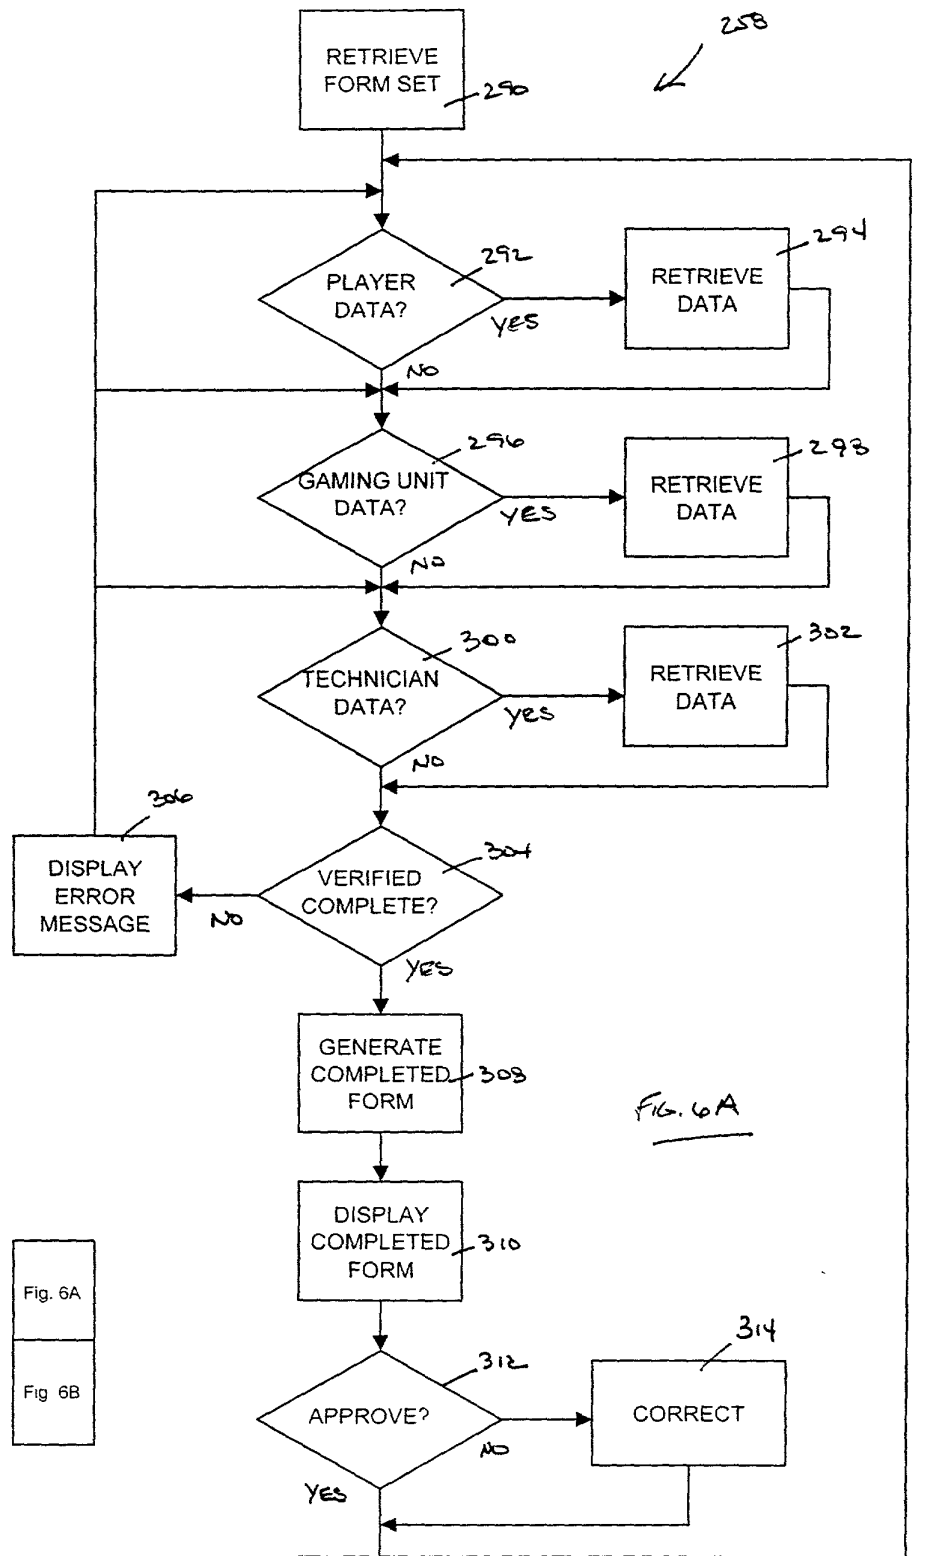 258
RETRIEVE
FORM SET
290
292
PLAYER
DATA?
YES
NO
294
RETRIEVE
DATA
296
GAMING UNIT
DATA?
YES
NO
298
RETRIEVE
DATA
300
TECHNICIAN
DATA?
YES
NO
302
RETRIEVE
DATA
306
DISPLAY
ERROR
MESSAGE
304
VERIFIED
COMPLETE?
NO
YES
GENERATE
COMPLETED
FORM
308
FIG. 6A
DISPLAY
COMPLETED
FORM
310
Fig. 6A
Fig 6B
312
APPROVE?
NO
YES
314
CORRECT